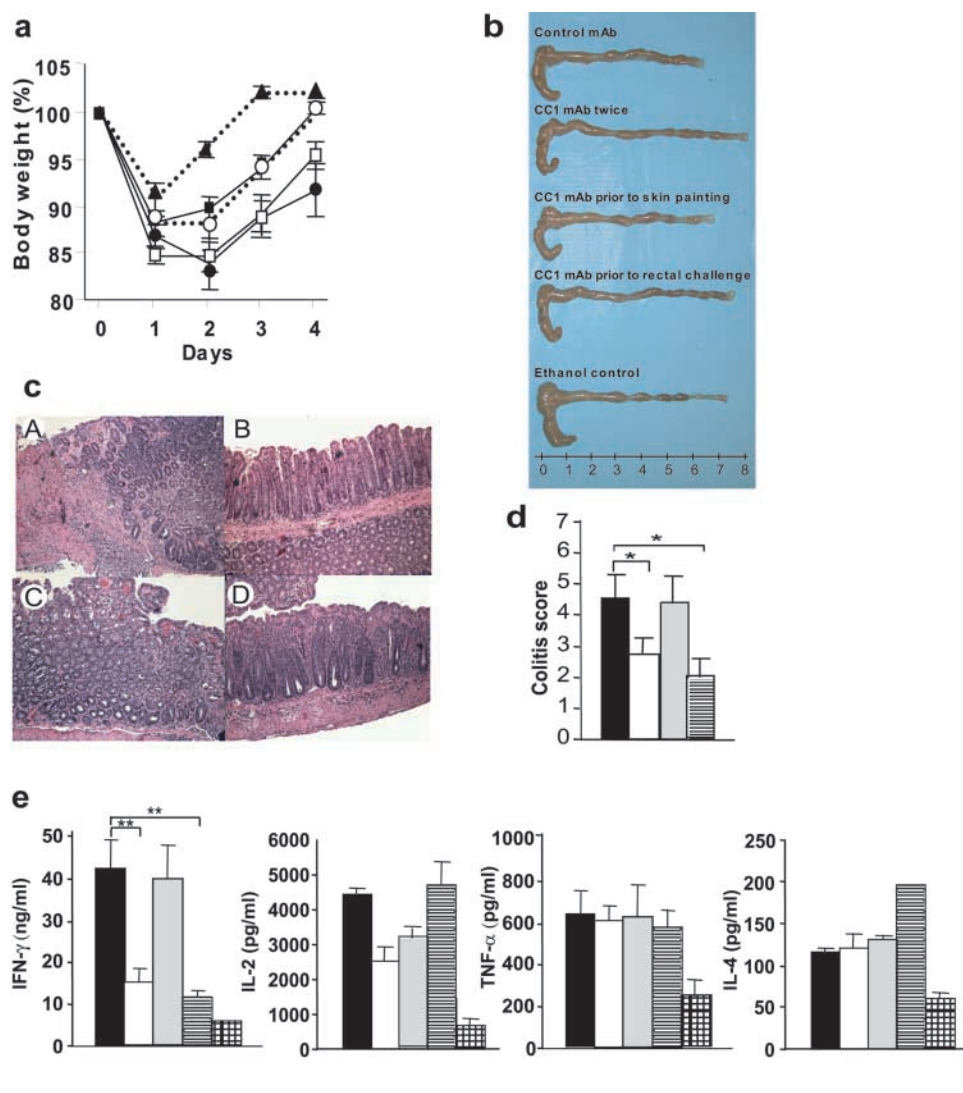 a
105
100
95
90
85
80
Body weight (%)
0 1 2 3 4
Days
b
Control mAb
CC1 mAb twice
CC1 mAb prior to skin painting
CC1 mAb prior to rectal challenge
Ethanol control
0 1 2 3 4 5 6 7 8
c
A
B
C
D
d
7
6
5
4
3
2
1
0
Colitis score
*
*
e
50
40
30
20
10
0
IFN-γ (ng/ml)
**
**
6000
5000
4000
3000
2000
1000
0
IL-2 (pg/ml)
1000
800
600
400
200
0
TNF-α (pg/ml)
250
200
150
100
50
0
IL-4 (pg/ml)